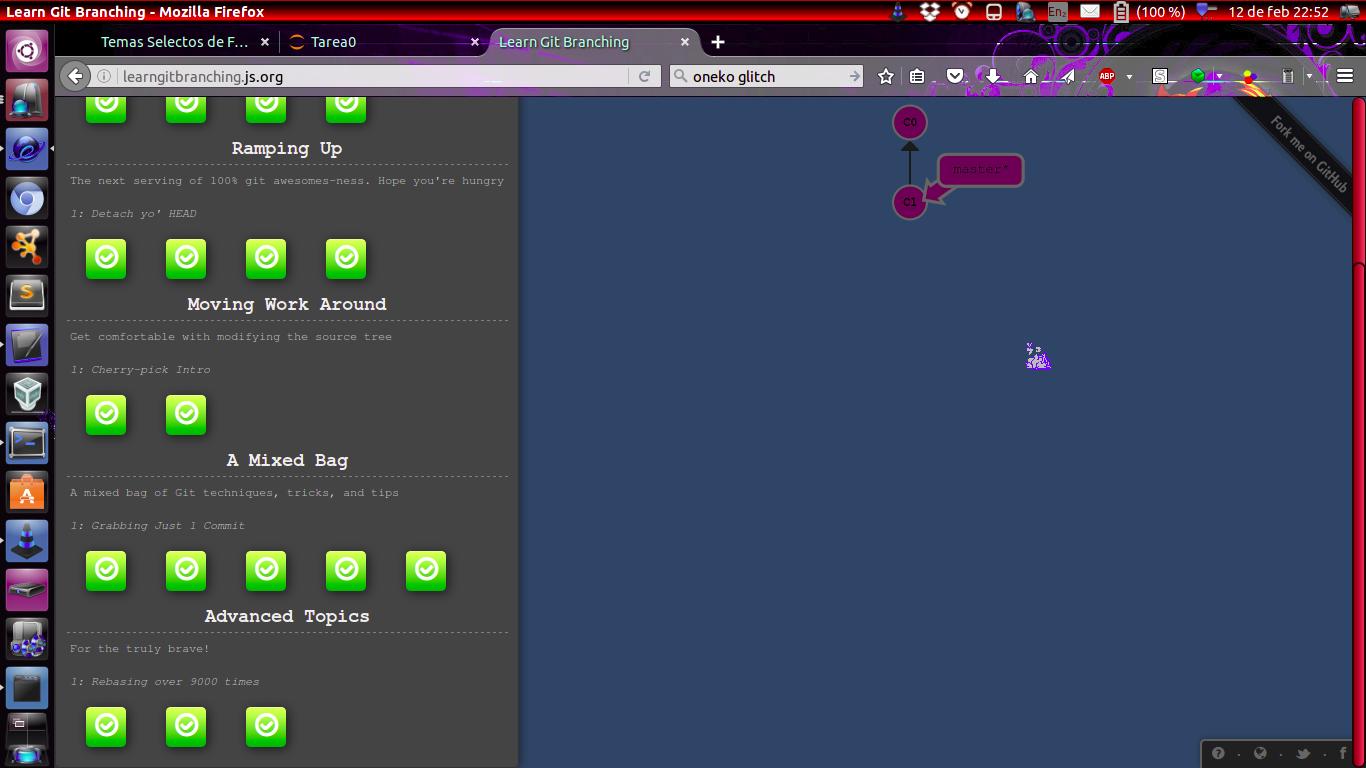 Learn Git Branching - Mozilla Firefox
En₂
(100 %)
12 de feb 22:52
Temas Selectos de F…
Tarea0
Learn Git Branching
learngitbranching.js.org
oneko glitch
ABP
S
Ramping Up
The next serving of 100% git awesomes-ness. Hope you're hungry
1: Detach yo' HEAD
Moving Work Around
Get comfortable with modifying the source tree
1: Cherry-pick Intro
A Mixed Bag
A mixed bag of Git techniques, tricks, and tips
1: Grabbing Just 1 Commit
Advanced Topics
For the truly brave!
1: Rebasing over 9000 times
C0
master*
C1
Fork me on GitHub